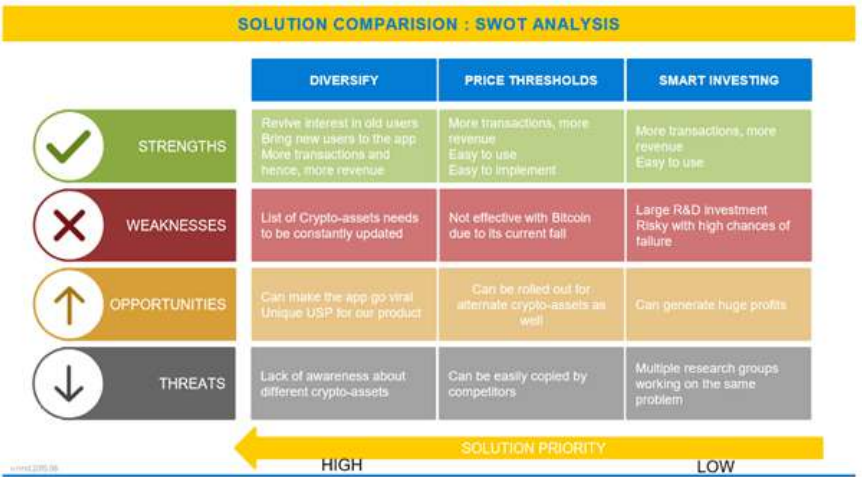 SOLUTION COMPARISION : SWOT ANALYSIS
DIVERSIFY
PRICE THRESHOLDS
SMART INVESTING
STRENGTHS
Revive interest in old users
Bring new users to the app
More transactions and
hence, more revenue
More transactions, more
revenue
Easy to use
Easy to implement
More transactions, more
revenue
Easy to use
WEAKNESSES
List of Crypto-assets needs
to be constantly updated
Not effective with Bitcoin
due to its current fall
Large R&D investment
Risky with high chances of
failure
OPPORTUNITIES
Can make the app go viral
Unique USP for our product
Can be rolled out for
alternate crypto-assets as
well
Can generate huge profits
THREATS
Lack of awareness about
different crypto-assets
Can be easily copied by
competitors
Multiple research groups
working on the same
problem
SOLUTION PRIORITY
HIGH
LOW